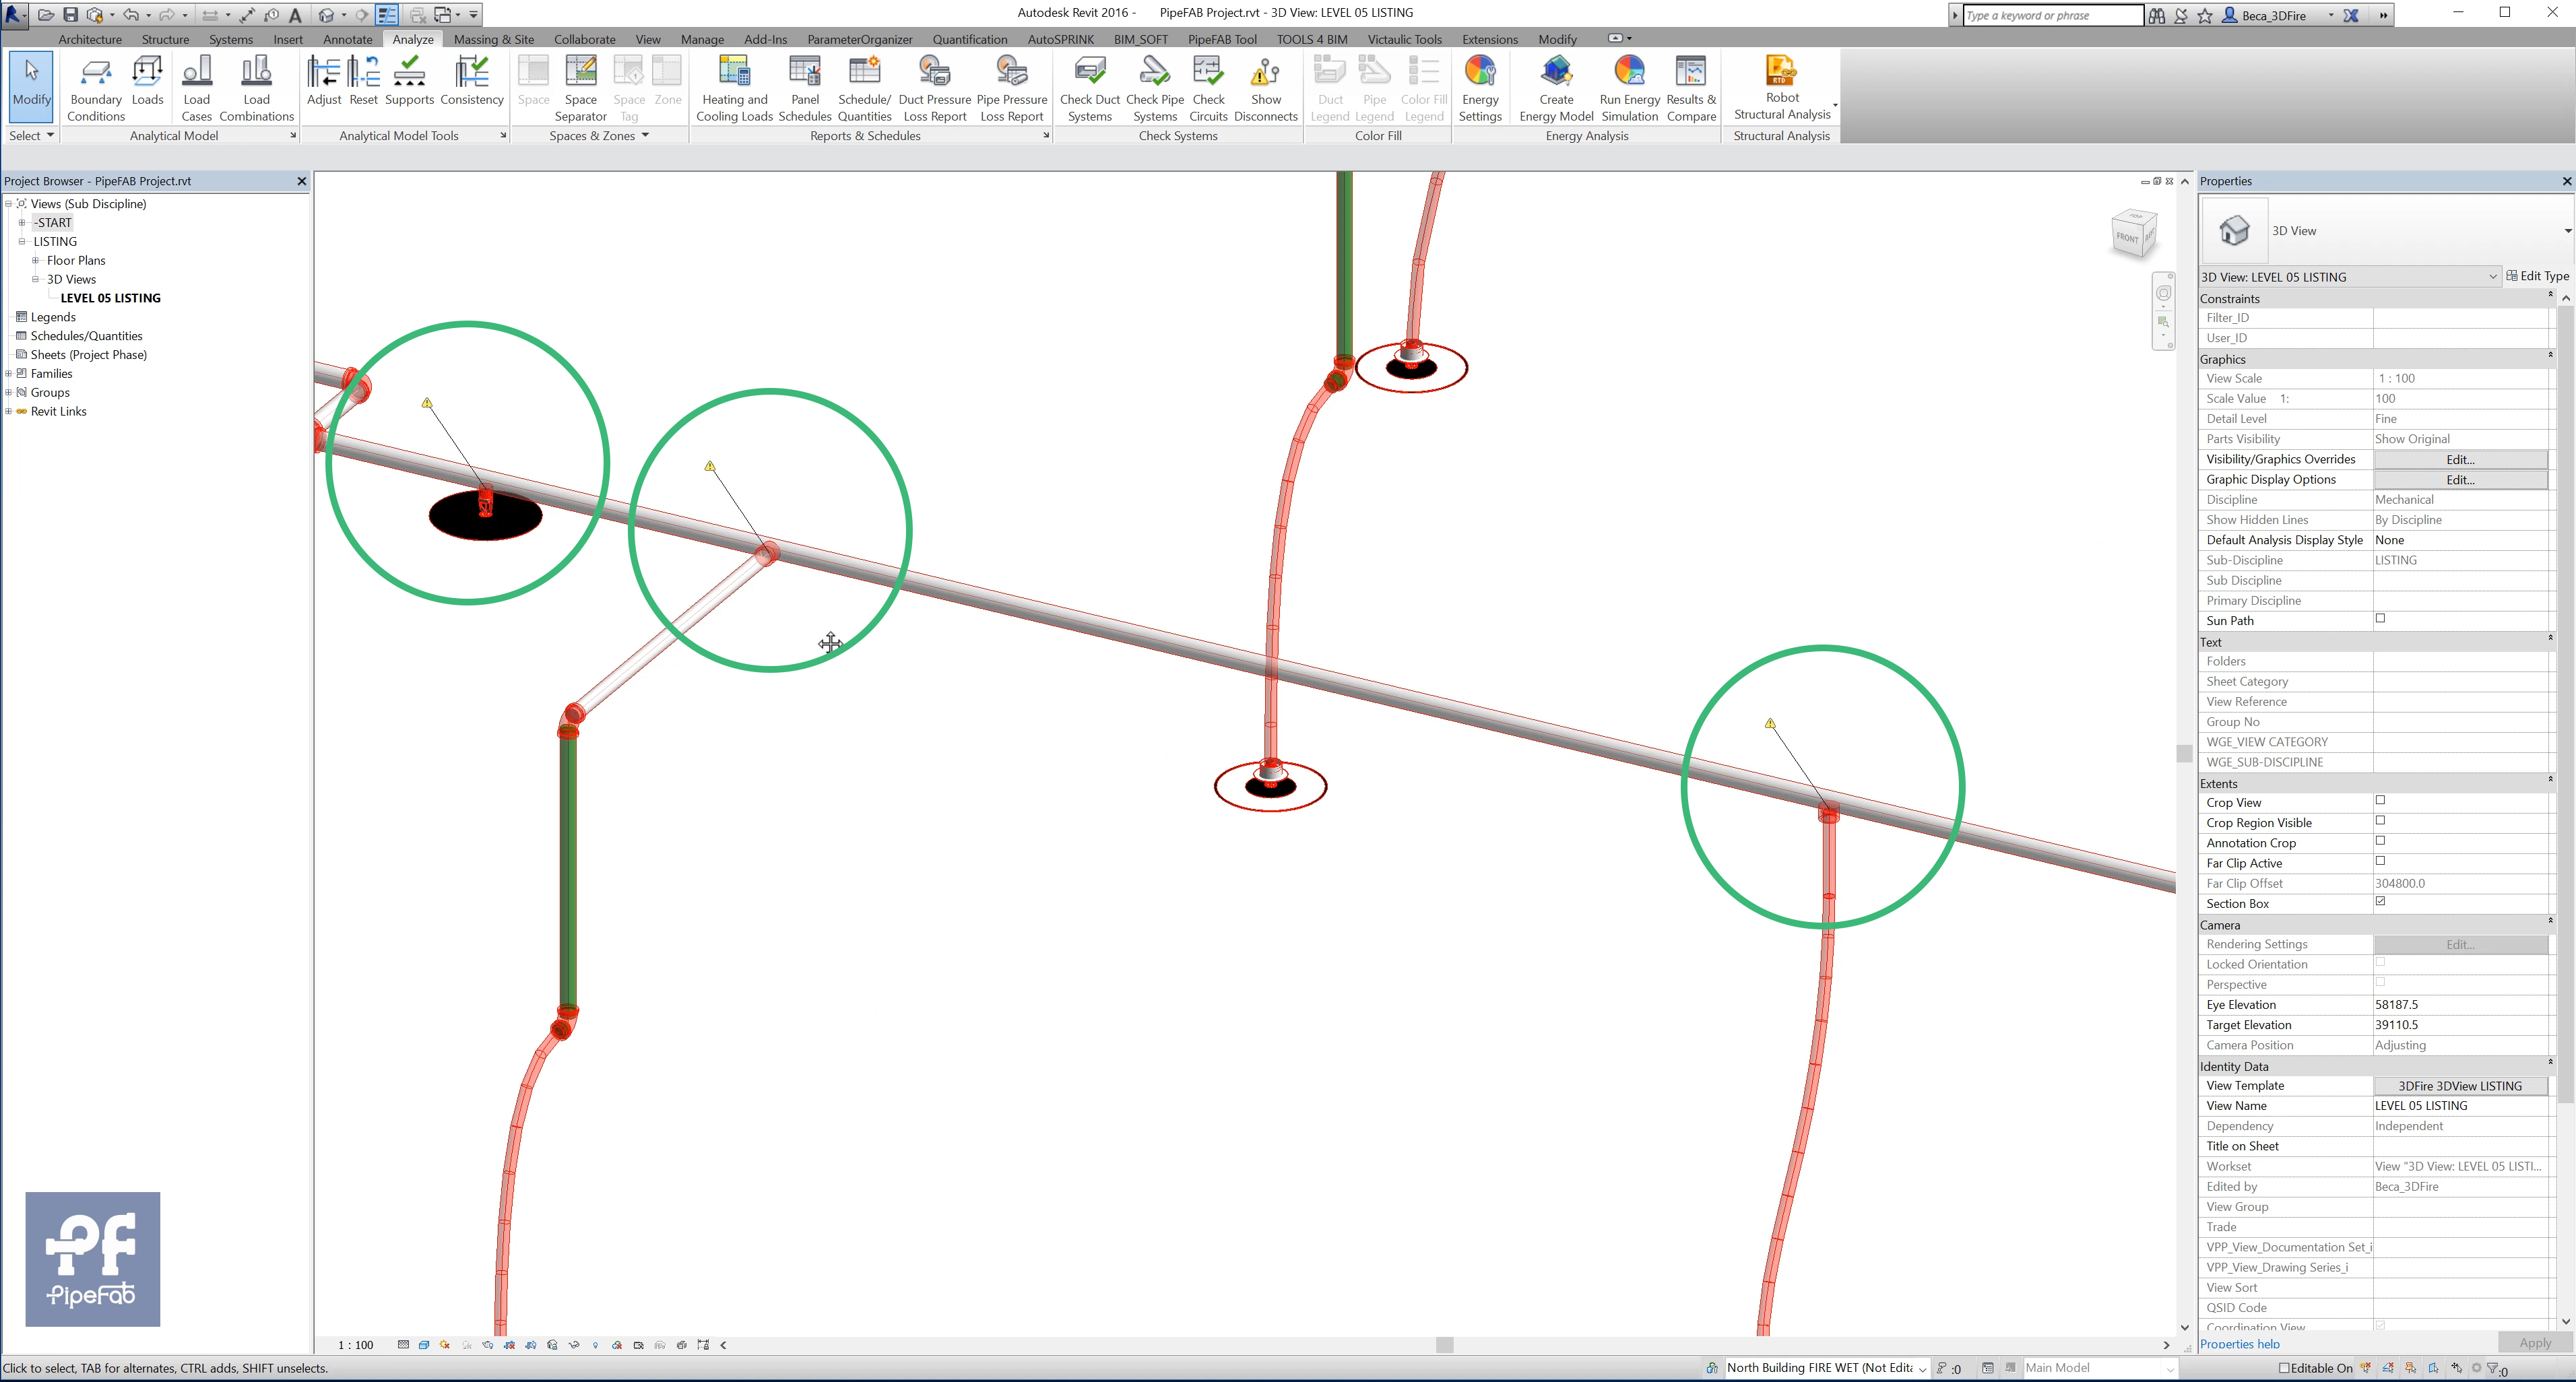 Autodesk Revit 2016 - PipeFAB Project.rvt - 3D View: LEVEL 05 LISTING
Type a keyword or phrase
Beca_3DFire
Architecture Structure Systems Insert Annotate Analyze Massing & Site Collaborate View Manage Add-Ins ParameterOrganizer Quantification AutoSPRINK BIM_SOFT PipeFAB Tool TOOLS 4 BIM Victaulic Tools Extensions Modify
Modify
Boundary Conditions
Loads
Load Cases
Load Combinations
Adjust
Reset
Supports
Consistency
Space
Space Separator
Space Tag
Zone
Heating and Cooling Loads
Panel Schedules
Schedule/ Quantities
Duct Pressure Loss Report
Pipe Pressure Loss Report
Check Duct Systems
Check Pipe Systems
Check Circuits
Show Disconnects
Duct Legend
Pipe Legend
Color Fill Legend
Energy Settings
Create Energy Model
Run Energy Simulation
Results & Compare
RTD
Robot Structural Analysis
Select
Analytical Model
Analytical Model Tools
Spaces & Zones
Reports & Schedules
Check Systems
Color Fill
Energy Analysis
Structural Analysis
Project Browser - PipeFAB Project.rvt
Views (Sub Discipline)
-START
LISTING
Floor Plans
3D Views
LEVEL 05 LISTING
Legends
Schedules/Quantities
Sheets (Project Phase)
Families
Groups
Revit Links
PipeFab
TOP
FRONT
Properties
3D View
3D View: LEVEL 05 LISTING
Edit Type
Constraints
Filter_ID
User_ID
Graphics
View Scale 1 : 100
Scale Value 1: 100
Detail Level Fine
Parts Visibility Show Original
Visibility/Graphics Overrides Edit...
Graphic Display Options Edit...
Discipline Mechanical
Show Hidden Lines By Discipline
Default Analysis Display Style None
Sub-Discipline LISTING
Sub Discipline
Primary Discipline
Sun Path
Text
Folders
Sheet Category
View Reference
Group No
WGE_VIEW CATEGORY
WGE_SUB-DISCIPLINE
Extents
Crop View
Crop Region Visible
Annotation Crop
Far Clip Active
Far Clip Offset 304800.0
Section Box
Camera
Rendering Settings Edit...
Locked Orientation
Perspective
Eye Elevation 58187.5
Target Elevation 39110.5
Camera Position Adjusting
Identity Data
View Template 3DFire 3DView LISTING
View Name LEVEL 05 LISTING
Dependency Independent
Title on Sheet
Workset View "3D View: LEVEL 05 LISTI...
Edited by Beca_3DFire
View Group
Trade
VPP_View_Documentation Set_i
VPP_View_Drawing Series_i
View Sort
QSID Code
Coordination View
Properties help
Apply
1 : 100
Click to select, TAB for alternates, CTRL adds, SHIFT unselects.
North Building FIRE WET (Not Edita
:0
Main Model
Editable On
:0